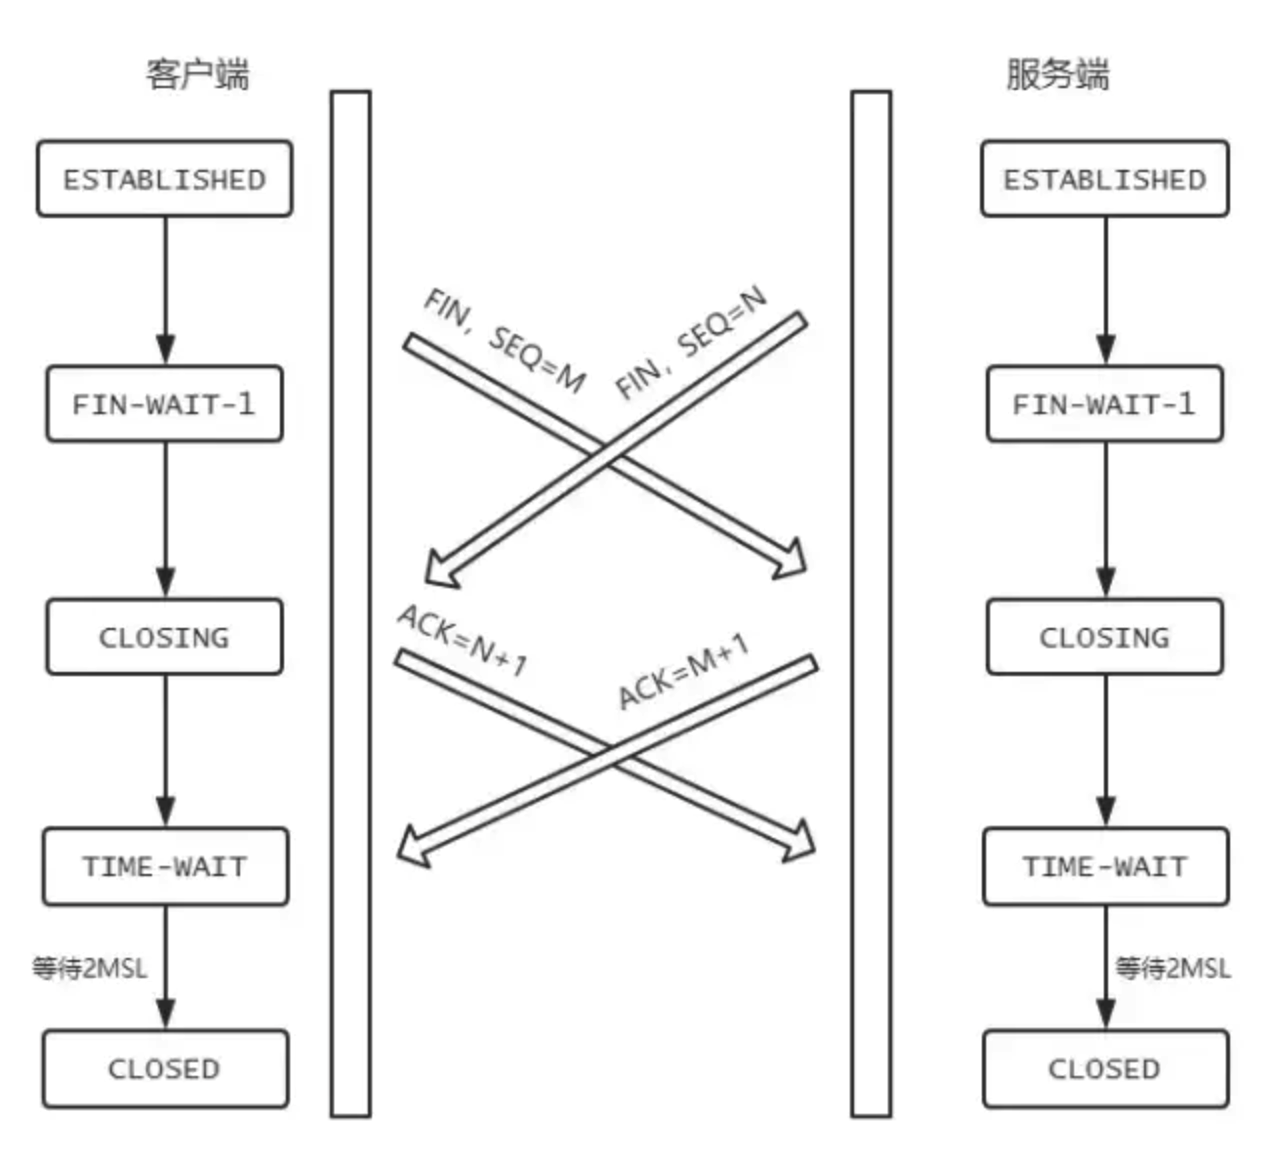 客户端
服务端
ESTABLISHED
ESTABLISHED
FIN, SEQ=M
FIN, SEQ=N
FIN-WAIT-1
FIN-WAIT-1
CLOSING
CLOSING
ACK=N+1
ACK=M+1
TIME-WAIT
TIME-WAIT
等待2MSL
等待2MSL
CLOSED
CLOSED